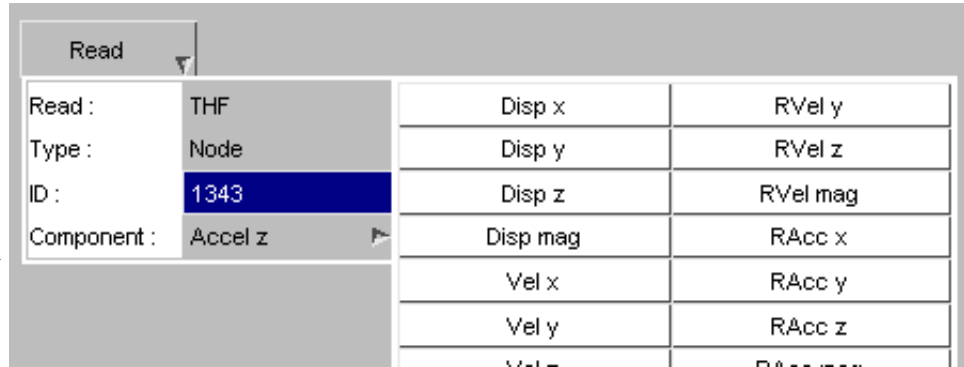 Read
Read : THF Disp x RVel y
Type : Node Disp y RVel z
ID : 1343 Disp z RVel mag
Component : Accel z Disp mag RAcc x
Vel x RAcc y
Vel y RAcc z